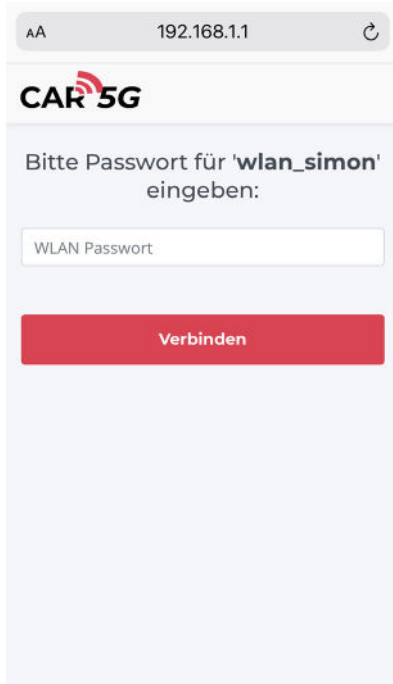 AA
192.168.1.1
CAR 5G
Bitte Passwort für 'wlan_simon'
eingeben:
WLAN Passwort
Verbinden